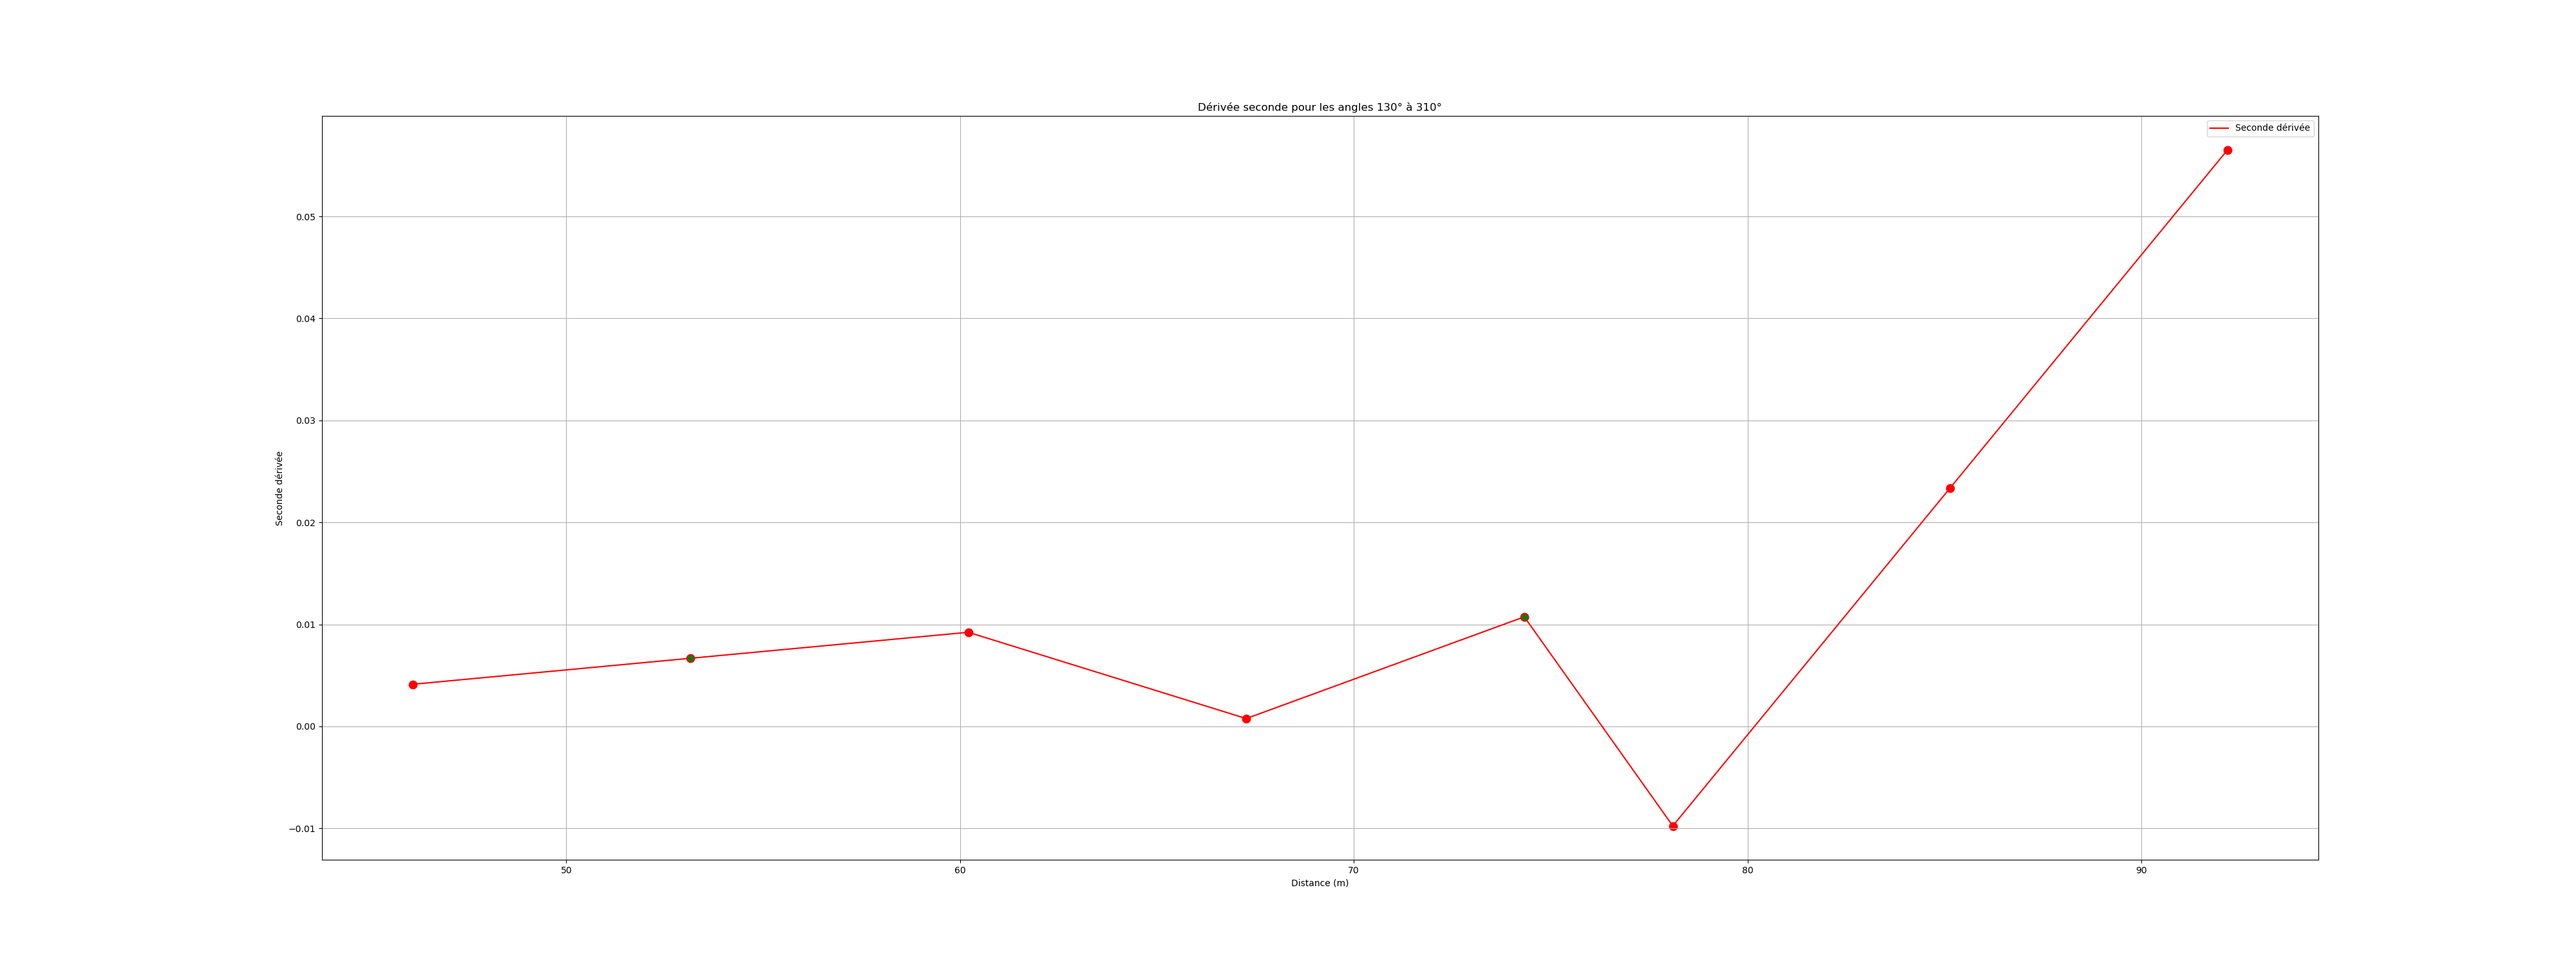 Dérivée seconde pour les angles 130° à 310°
Seconde dérivée
0.05
0.04
0.03
0.02
0.01
0.00
−0.01
Seconde dérivée
50 60 70 80 90
Distance (m)